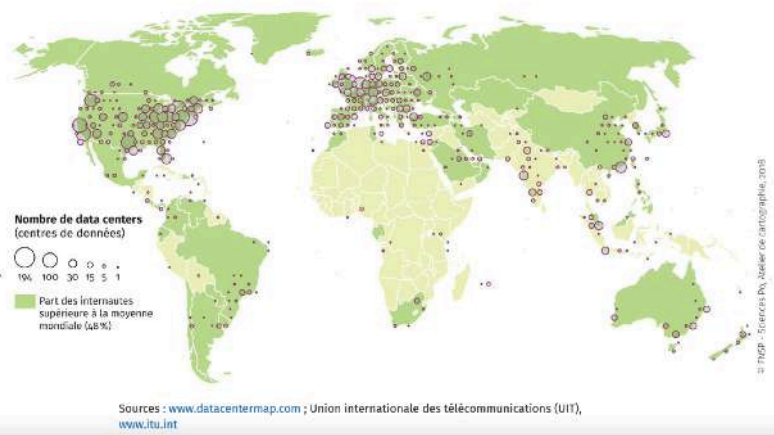 Nombre de data centers
(centres de données)
194 100 30 15 5 1
Part des internautes
supérieure à la moyenne
mondiale (48 %)
© FNSP - Sciences Po, Atelier de cartographie, 2018
Sources : www.datacentermap.com ; Union internationale des télécommunications (UIT),
www.itu.int